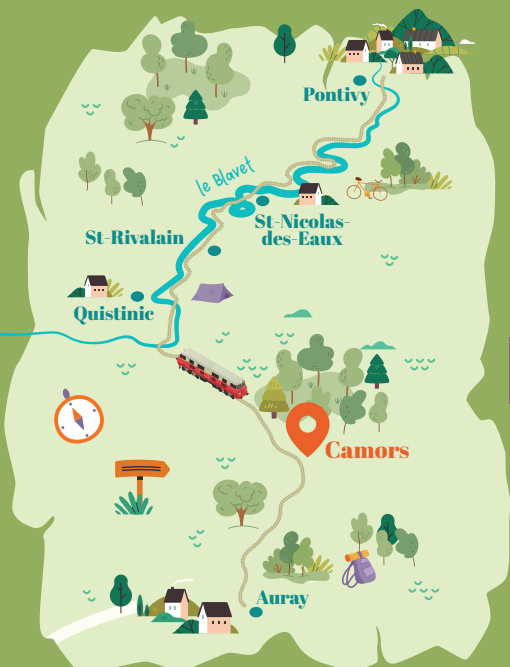 Pontivy
le Blavet
St-Nicolas-
des-Eaux
St-Rivalain
Quistinic
Camors
Auray